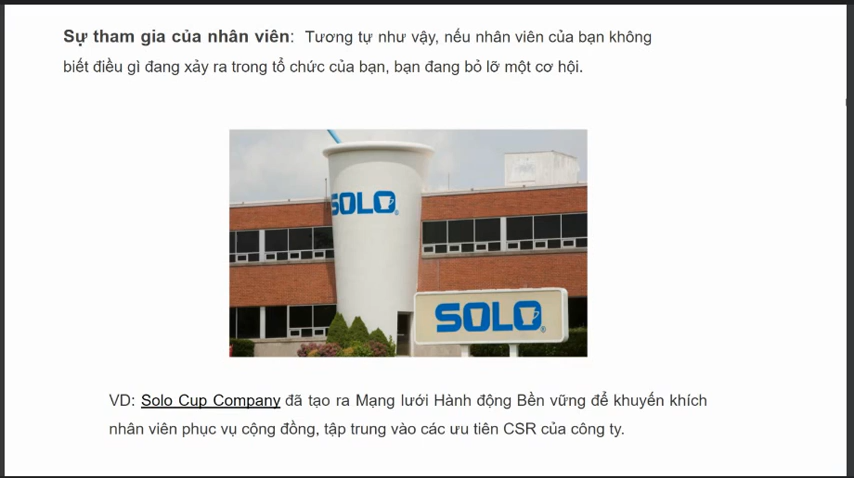 Sự tham gia của nhân viên: Tương tự như vậy, nếu nhân viên của bạn không
biết điều gì đang xảy ra trong tổ chức của bạn, bạn đang bỏ lỡ một cơ hội.
SOLO
SOLO
VD: Solo Cup Company đã tạo ra Mạng lưới Hành động Bền vững để khuyến khích
nhân viên phục vụ cộng đồng, tập trung vào các ưu tiên CSR của công ty.